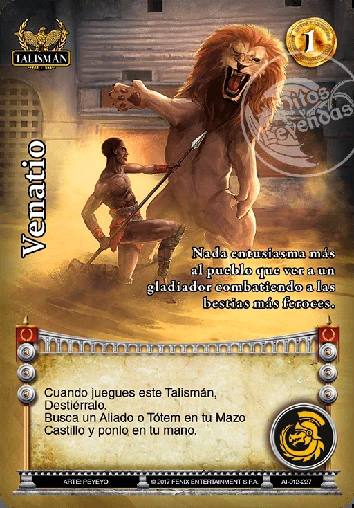 TALISMÁN
1
Mitos
y
Leyendas
Venatio
Nada entusiasma más
al pueblo que ver a un
gladiador combatiendo a las
bestias más feroces.
Cuando juegues este Talismán,
Destiérralo.
Busca un Aliado o Tótem en tu Mazo
Castillo y ponlo en tu mano.
ARTE: PEYEYO
© 2017 FENIX ENTERTAINMENT S.P.A.